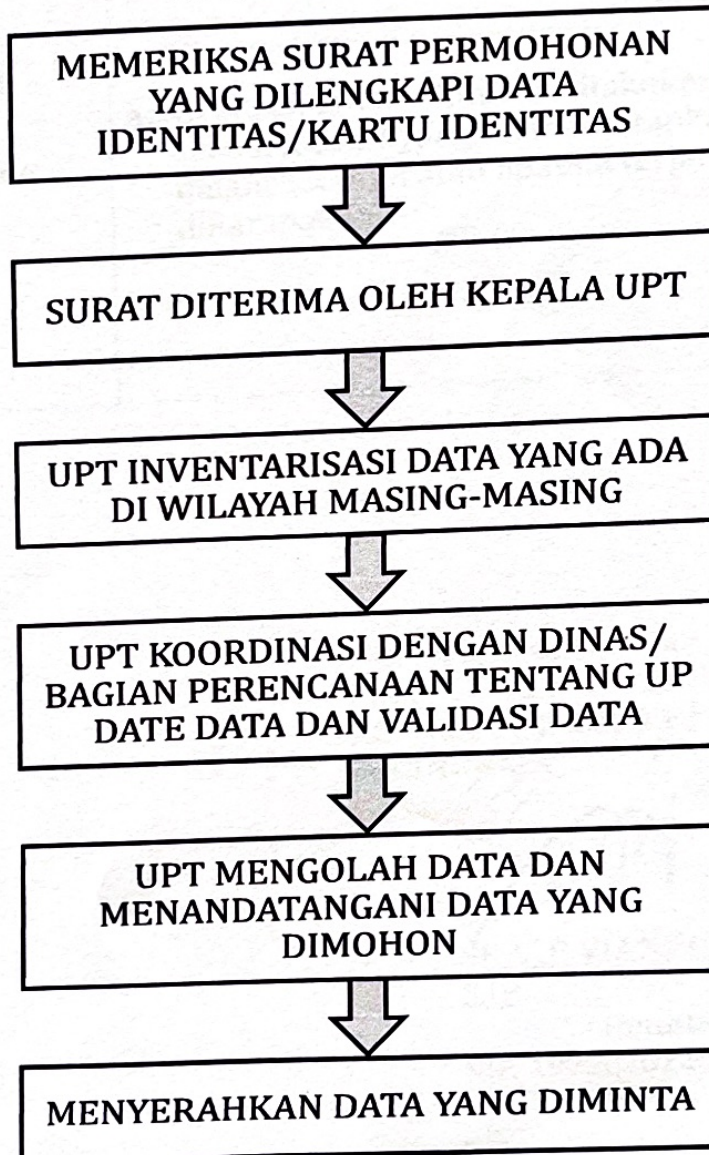 MEMERIKSA SURAT PERMOHONAN
YANG DILENGKAPI DATA
IDENTITAS/KARTU IDENTITAS
SURAT DITERIMA OLEH KEPALA UPT
UPT INVENTARISASI DATA YANG ADA
DI WILAYAH MASING-MASING
UPT KOORDINASI DENGAN DINAS/
BAGIAN PERENCANAAN TENTANG UP
DATE DATA DAN VALIDASI DATA
UPT MENGOLAH DATA DAN
MENANDATANGANI DATA YANG
DIMOHON
MENYERAHKAN DATA YANG DIMINTA